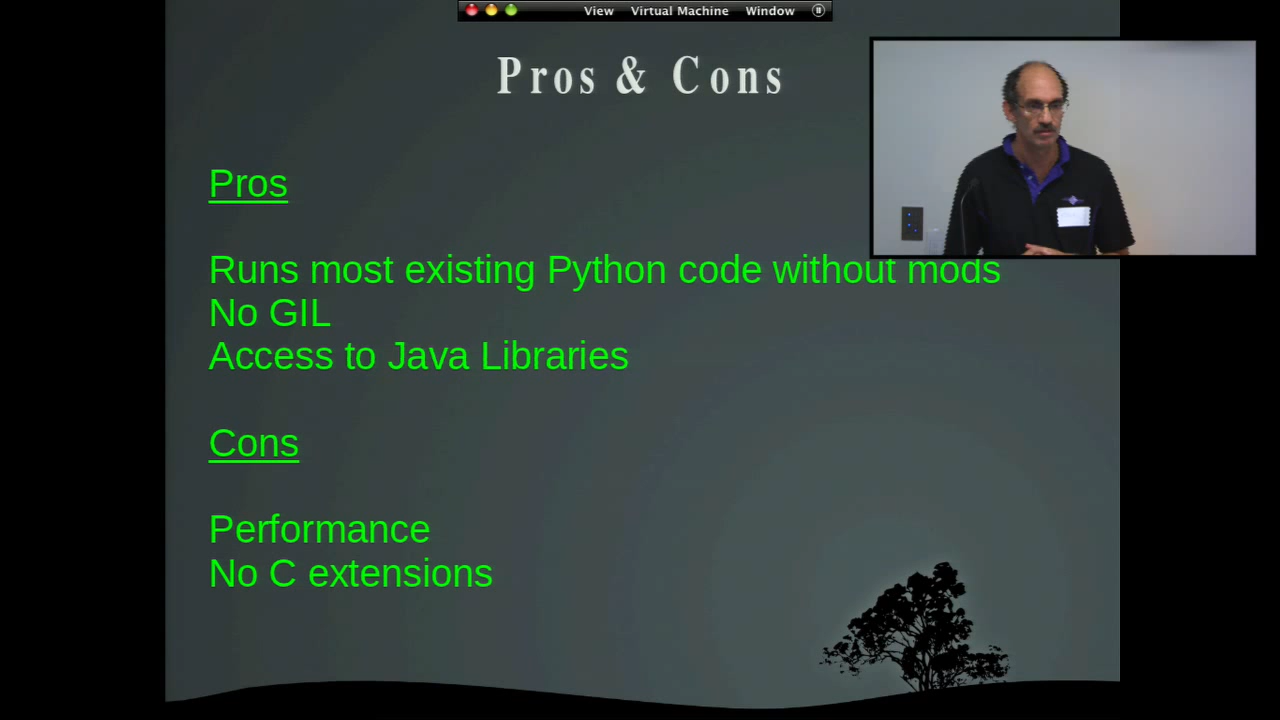 View Virtual Machine Window
Pros & Cons
Pros
Runs most existing Python code without mods
No GIL
Access to Java Libraries
Cons
Performance
No C extensions